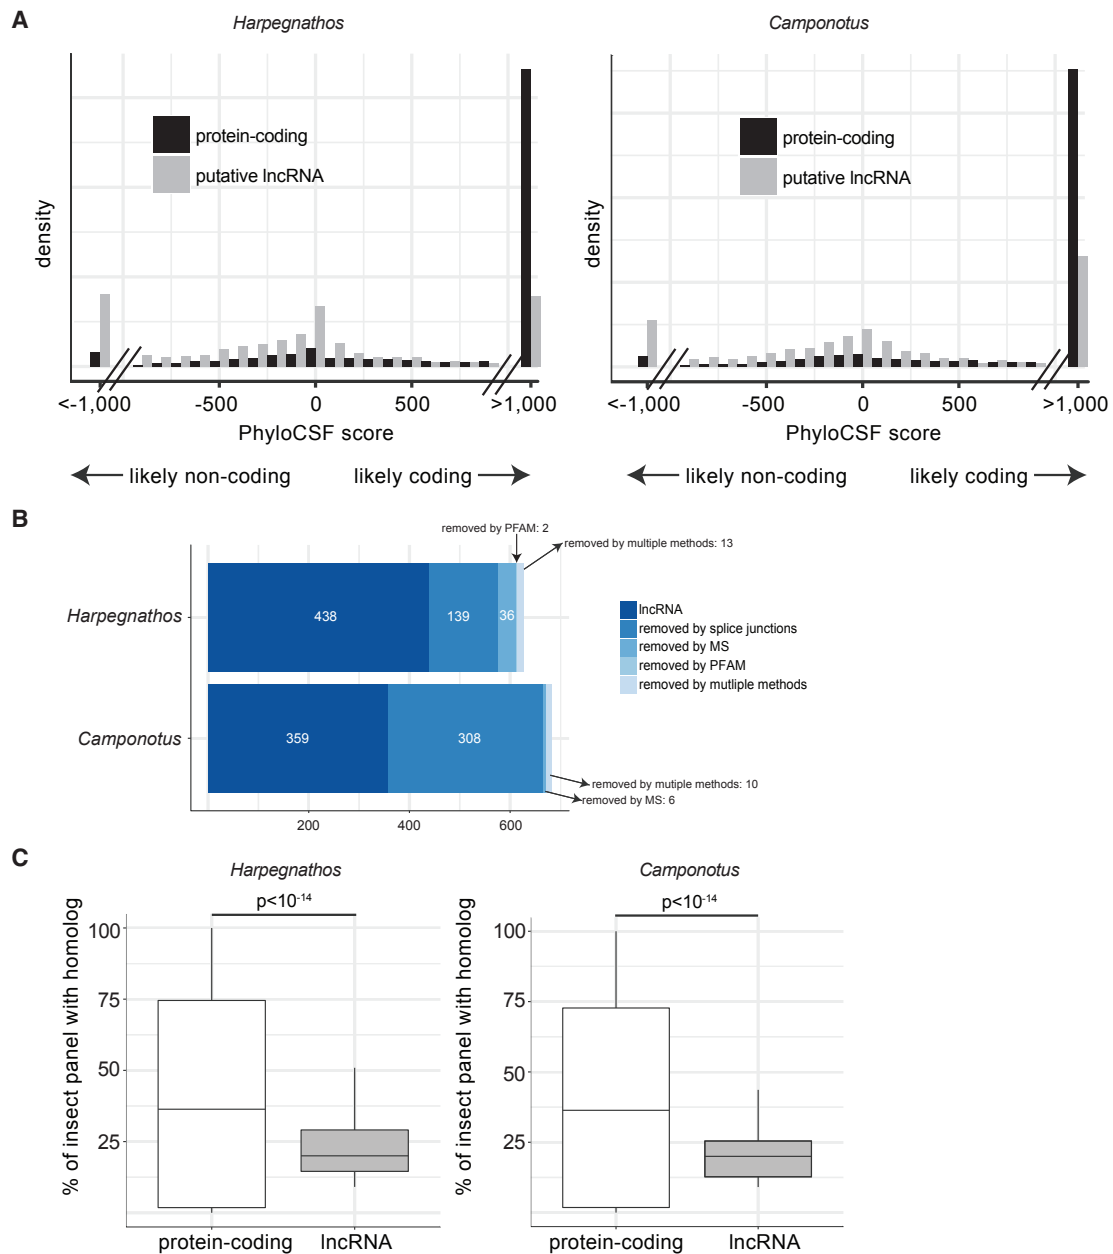 A
Harpegnathos
Camponotus
density
protein-coding
putative lncRNA
<-1,000
-500
0
500
>1,000
PhyloCSF score
likely non-coding
likely coding
density
protein-coding
putative lncRNA
<-1,000
-500
0
500
>1,000
PhyloCSF score
likely non-coding
likely coding
B
removed by PFAM: 2
removed by multiple methods: 13
Harpegnathos
438
139
36
Camponotus
359
308
removed by mutiple methods: 10
removed by MS: 6
200
400
600
lncRNA
removed by splice junctions
removed by MS
removed by PFAM
removed by mutliple methods
C
Harpegnathos
p<10-14
% of insect panel with homolog
100
75
50
25
protein-coding
lncRNA
Camponotus
p<10-14
% of insect panel with homolog
100
75
50
25
protein-coding
lncRNA